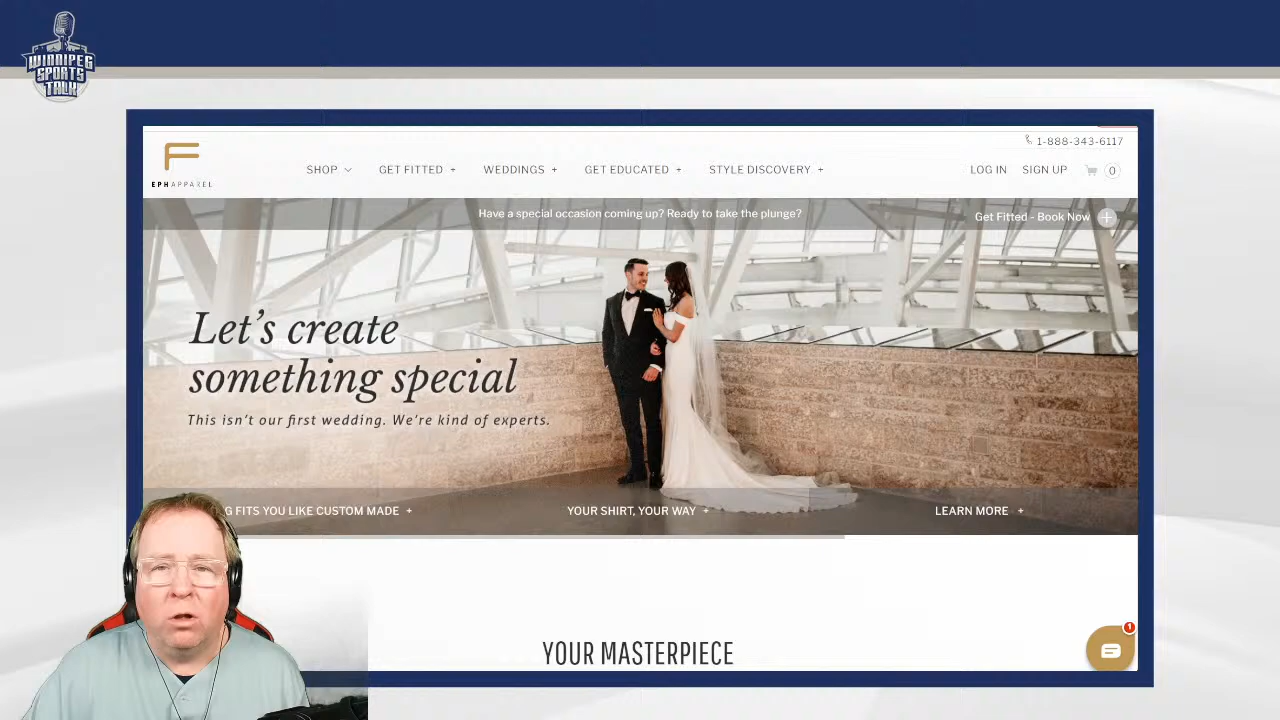 WINNIPEG
SPORTS
TALK
1-888-343-6117
EPH APPAREL
SHOP
GET FITTED +
WEDDINGS +
GET EDUCATED +
STYLE DISCOVERY +
LOG IN
SIGN UP
0
Have a special occasion coming up? Ready to take the plunge?
Get Fitted - Book Now +
Let's create
something special
This isn't our first wedding. We're kind of experts.
G FITS YOU LIKE CUSTOM MADE +
YOUR SHIRT, YOUR WAY +
LEARN MORE +
YOUR MASTERPIECE
1